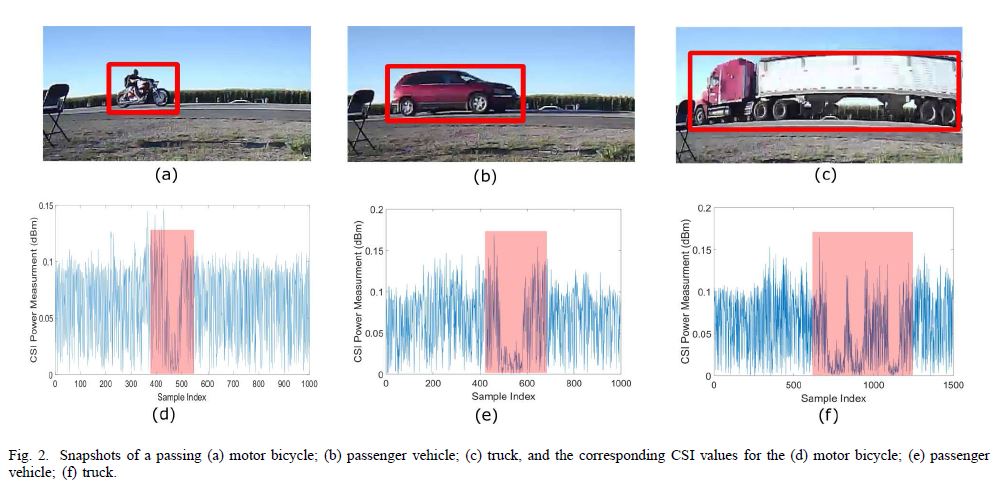 (a)
(b)
(c)
CSI Power Measurment (dBm)
0.15
0.1
0.05
0
0 100 200 300 400 500 600 700 800 900 1000
Sample Index
(d)
CSI Power Measurment (dBm)
0.2
0.15
0.1
0.05
0
0 200 400 600 800 1000
Sample Index
(e)
CSI Power Measurment (dBm)
0.2
0.15
0.1
0.05
0
0 500 1000 1500
Sample Index
(f)
Fig. 2. Snapshots of a passing (a) motor bicycle; (b) passenger vehicle; (c) truck, and the corresponding CSI values for the (d) motor bicycle; (e) passenger
vehicle; (f) truck.